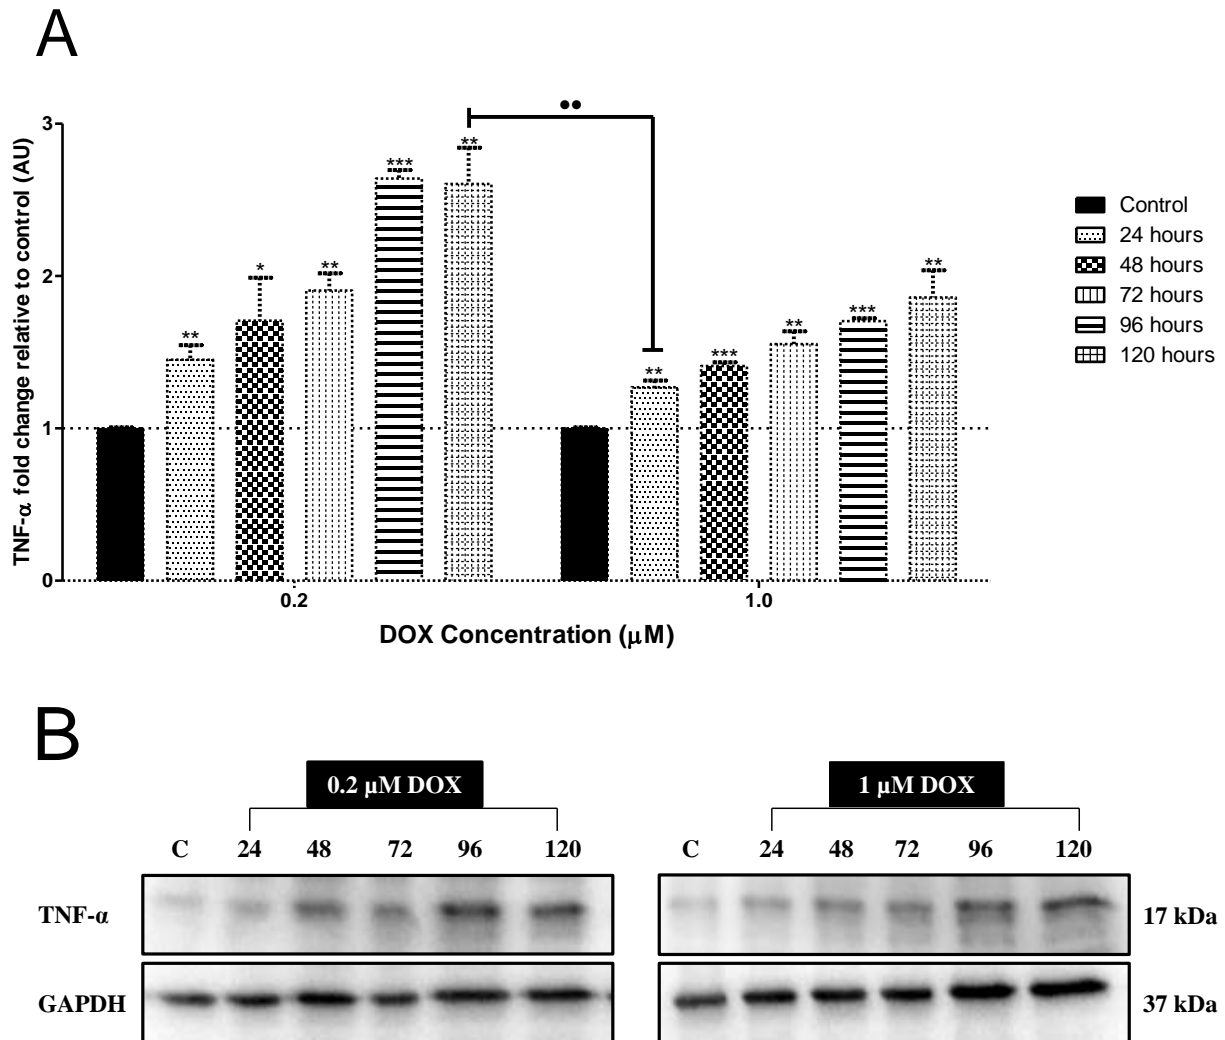 A
••
3
*** **
** * **
2
** *** ** *** **
1
0
0.2 1.0
TNF-α fold change relative to control (AU)
DOX Concentration (μM)
Control
24 hours
48 hours
72 hours
96 hours
120 hours
B
0.2 μM DOX 1 μM DOX
C 24 48 72 96 120 C 24 48 72 96 120
TNF-α 17 kDa
GAPDH 37 kDa